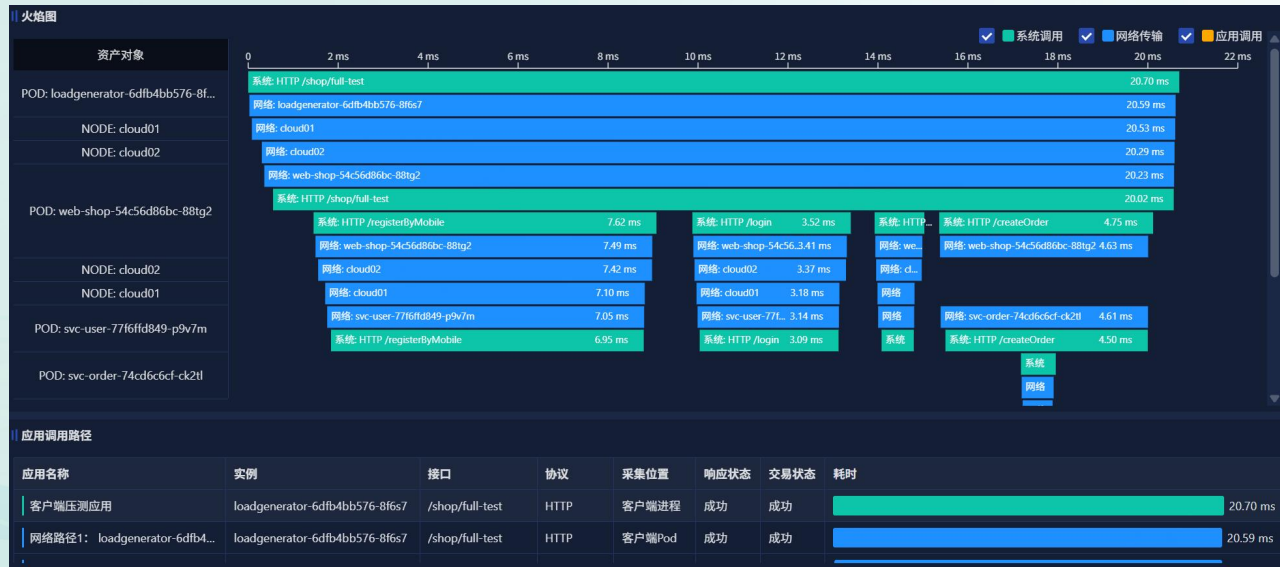 火焰图
系统调用 网络传输 应用调用
资产对象 0 2 ms 4 ms 6 ms 8 ms 10 ms 12 ms 14 ms 16 ms 18 ms 20 ms 22 ms
POD: loadgenerator-6dfb4bb576-8f...
系统: HTTP /shop/full-test 20.70 ms
网络: loadgenerator-6dfb4bb576-8f6s7 20.59 ms
NODE: cloud01 网络: cloud01 20.53 ms
NODE: cloud02 网络: cloud02 20.29 ms
POD: web-shop-54c56d86bc-88tg2
网络: web-shop-54c56d86bc-88tg2 20.23 ms
系统: HTTP /shop/full-test 20.02 ms
系统: HTTP /registerByMobile 7.62 ms 系统: HTTP /login 3.52 ms 系统: HTTP... 系统: HTTP /createOrder 4.75 ms
网络: web-shop-54c56d86bc-88tg2 7.49 ms 网络: web-shop-54c56...3.41 ms 网络: we... 网络: web-shop-54c56d86bc-88tg2 4.63 ms
NODE: cloud02 网络: cloud02 7.42 ms 网络: cloud02 3.37 ms 网络: cl...
NODE: cloud01 网络: cloud01 7.10 ms 网络: cloud01 3.18 ms 网络
POD: svc-user-77f6ffd849-p9v7m
网络: svc-user-77f6ffd849-p9v7m 7.05 ms 网络: svc-user-77f... 3.14 ms 网络 网络: svc-order-74cd6c6cf-ck2tl 4.61 ms
系统: HTTP /registerByMobile 6.95 ms 系统: HTTP /login 3.09 ms 系统 系统: HTTP /createOrder 4.50 ms
POD: svc-order-74cd6c6cf-ck2tl
系统
网络
应用调用路径
应用名称 实例 接口 协议 采集位置 响应状态 交易状态 耗时
客户端压测应用 loadgenerator-6dfb4bb576-8f6s7 /shop/full-test HTTP 客户端进程 成功 成功 20.70 ms
网络路径1: loadgenerator-6dfb4... loadgenerator-6dfb4bb576-8f6s7 /shop/full-test HTTP 客户端Pod 成功 成功 20.59 ms